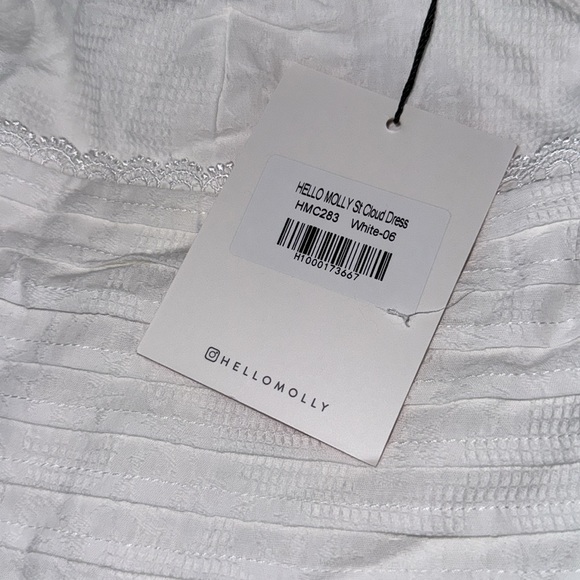 HELLO MOLLY St Cloud Dress
HMC283 White-06
H1000173667
HELLOMOLLY